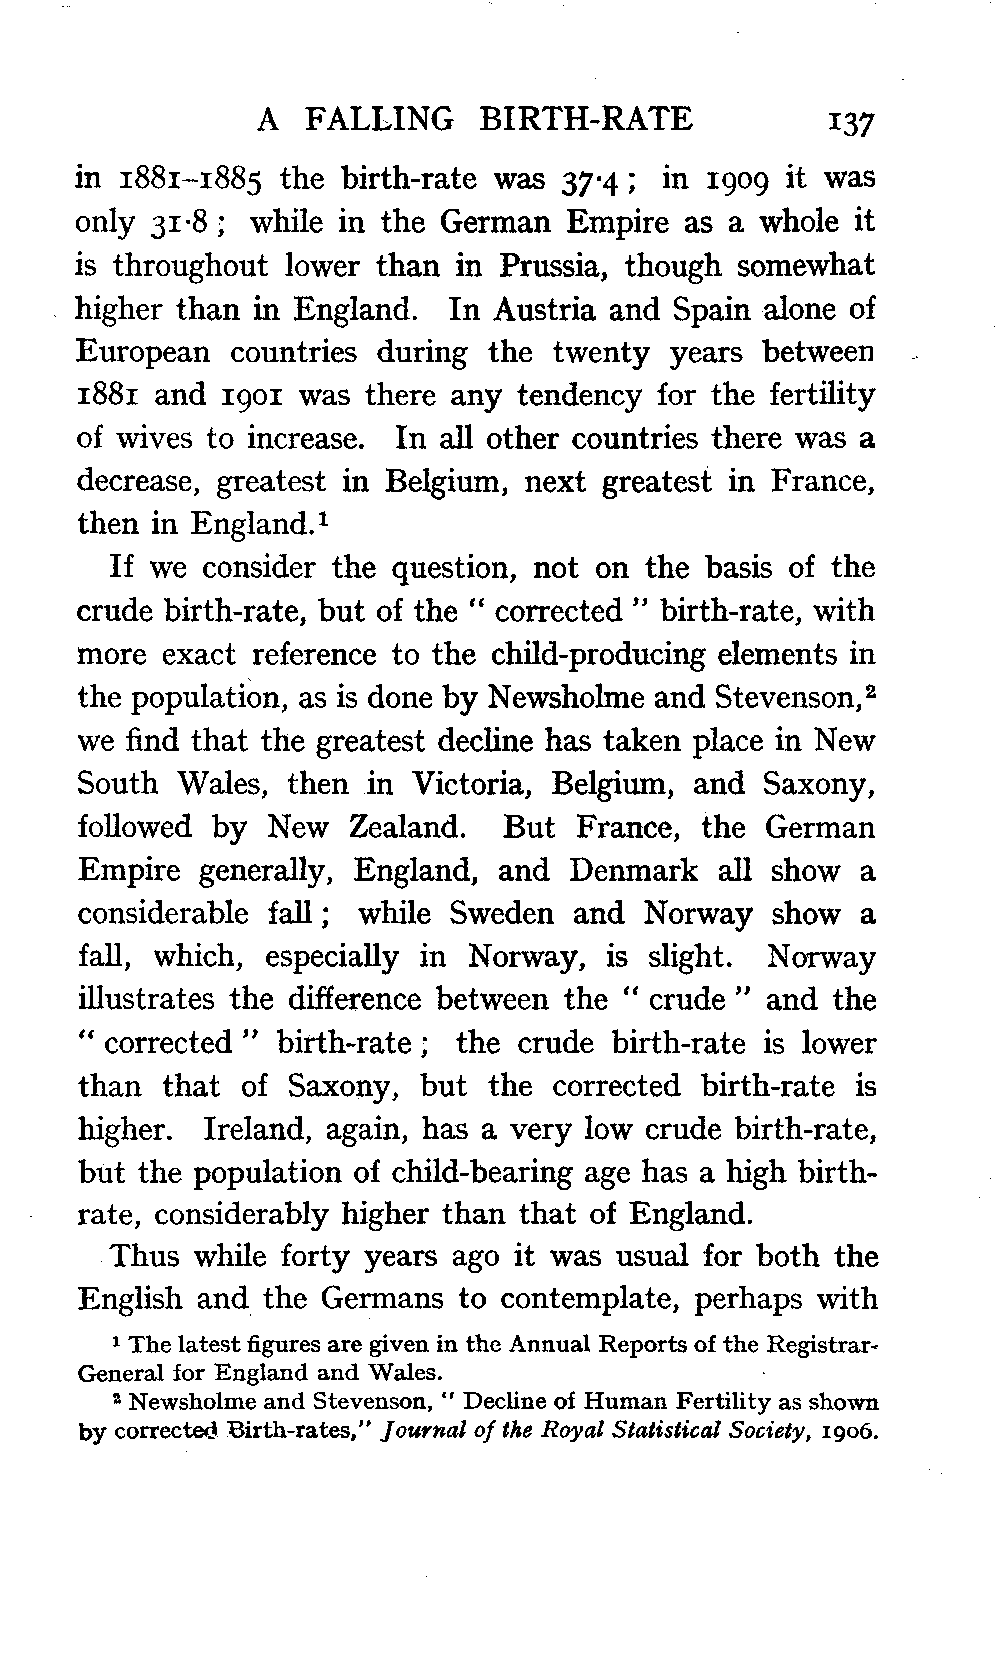 A FALLING BIRTH-RATE 137
in 1881–1885 the birth-rate was 37·4 ; in 1909 it was
only 31·8 ; while in the German Empire as a whole it
is throughout lower than in Prussia, though somewhat
higher than in England. In Austria and Spain alone of
European countries during the twenty years between
1881 and 1901 was there any tendency for the fertility
of wives to increase. In all other countries there was a
decrease, greatest in Belgium, next greatest in France,
then in England.¹
If we consider the question, not on the basis of the
crude birth-rate, but of the “ corrected ” birth-rate, with
more exact reference to the child-producing elements in
the population, as is done by Newsholme and Stevenson,²
we find that the greatest decline has taken place in New
South Wales, then in Victoria, Belgium, and Saxony,
followed by New Zealand. But France, the German
Empire generally, England, and Denmark all show a
considerable fall ; while Sweden and Norway show a
fall, which, especially in Norway, is slight. Norway
illustrates the difference between the “ crude ” and the
“ corrected ” birth-rate ; the crude birth-rate is lower
than that of Saxony, but the corrected birth-rate is
higher. Ireland, again, has a very low crude birth-rate,
but the population of child-bearing age has a high birth-
rate, considerably higher than that of England.
Thus while forty years ago it was usual for both the
English and the Germans to contemplate, perhaps with
¹ The latest figures are given in the Annual Reports of the Registrar-
General for England and Wales.
² Newsholme and Stevenson, “ Decline of Human Fertility as shown
by corrected Birth-rates,” Journal of the Royal Statistical Society, 1906.